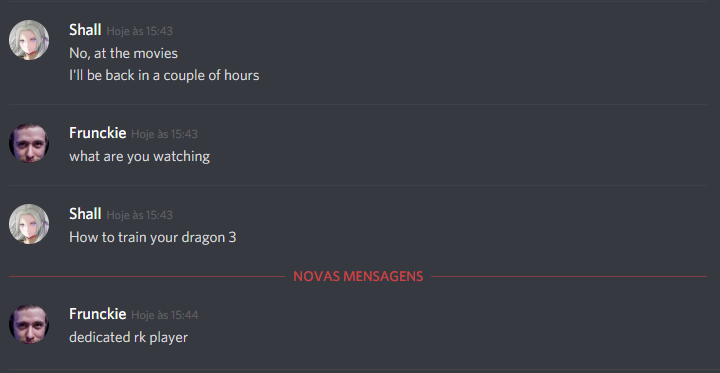 Shall Hoje às 15:43
No, at the movies
I'll be back in a couple of hours
Frunckie Hoje às 15:43
what are you watching
Shall Hoje às 15:43
How to train your dragon 3
NOVAS MENSAGENS
Frunckie Hoje às 15:44
dedicated rk player